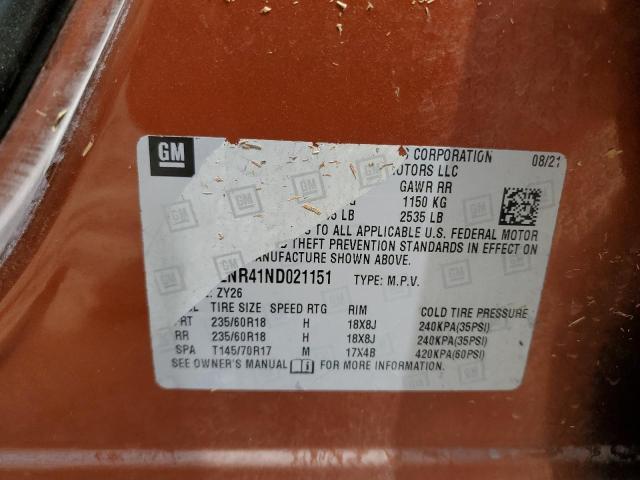 GM CORPORATION 08/21
MOTORS LLC
GAWR RR
1150 KG
LB 2535 LB
TO ALL APPLICABLE U.S. FEDERAL MOTOR
THEFT PREVENTION STANDARDS IN EFFECT ON
MANUFACTURE SHOWN ABOVE.
NR41ND021151 TYPE: M.P.V.
ZY26
TIRE SIZE SPEED RTG RIM COLD TIRE PRESSURE
FRT 235/60R18 H 18X8J 240KPA(35PSI)
RR 235/60R18 H 18X8J 240KPA(35PSI)
SPA T145/70R17 M 17X4B 420KPA(60PSI)
SEE OWNER'S MANUAL FOR MORE INFORMATION.